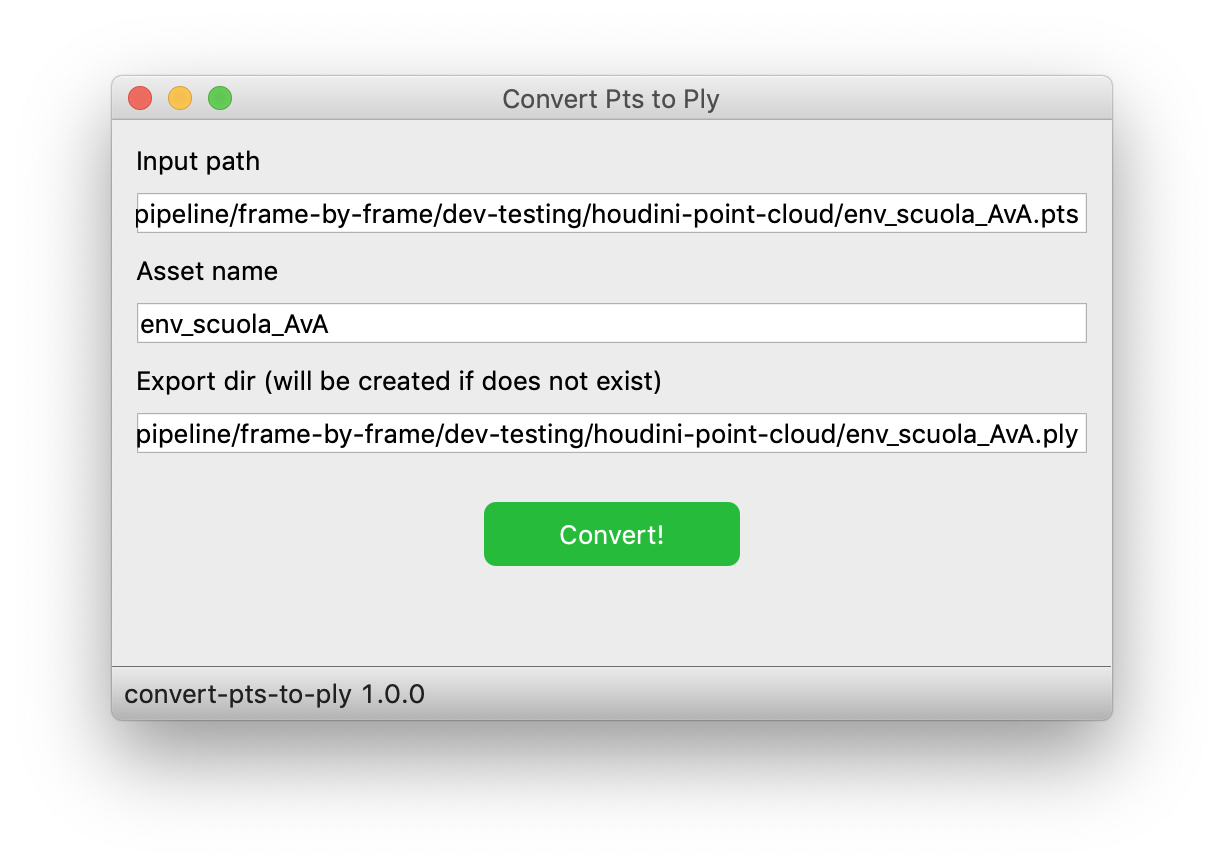 Convert Pts to Ply
Input path
pipeline/frame-by-frame/dev-testing/houdini-point-cloud/env_scuola_AvA.pts
Asset name
env_scuola_AvA
Export dir (will be created if does not exist)
pipeline/frame-by-frame/dev-testing/houdini-point-cloud/env_scuola_AvA.ply
Convert!
convert-pts-to-ply 1.0.0